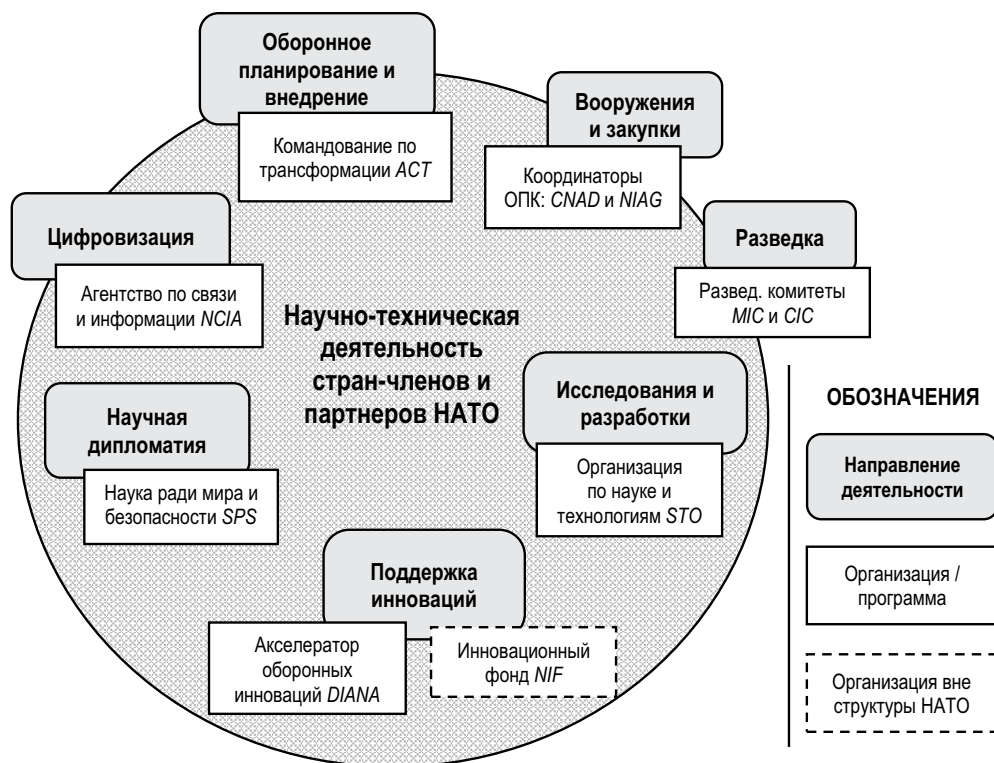 Оборонное
планирование и
внедрение
Командование по
трансформации ACT
Вооружения
и закупки
Координаторы
ОПК: CNAD и NIAG
Цифровизация
Агентство по связи
и информации NCIA
Разведка
Развед. комитеты
MIC и CIC
Научно-техническая
деятельность
стран-членов и
партнеров НАТО
Научная
дипломатия
Наука ради мира и
безопасности SPS
Исследования и
разработки
Организация
по науке и
технологиям STO
Поддержка
инноваций
Акселератор
оборонных
инноваций DIANA
Инновационный
фонд NIF
ОБОЗНАЧЕНИЯ
Направление
деятельности
Организация /
программа
Организация вне
структуры НАТО